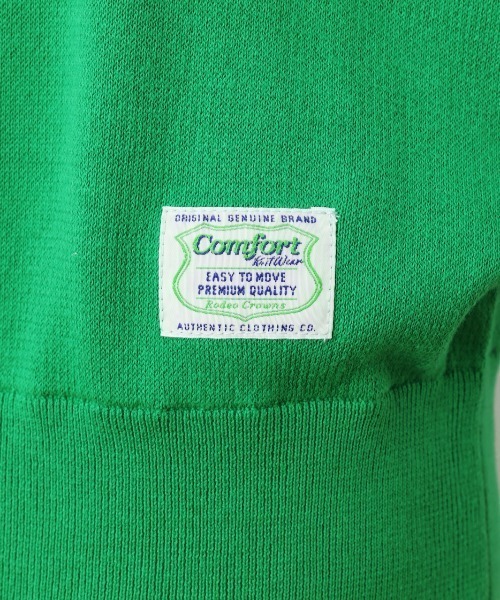 ORIGINAL GENUINE BRAND
Comfort
KnitWear
EASY TO MOVE
PREMIUM QUALITY
Rodeo Crowns
AUTHENTIC CLOTHING CO.